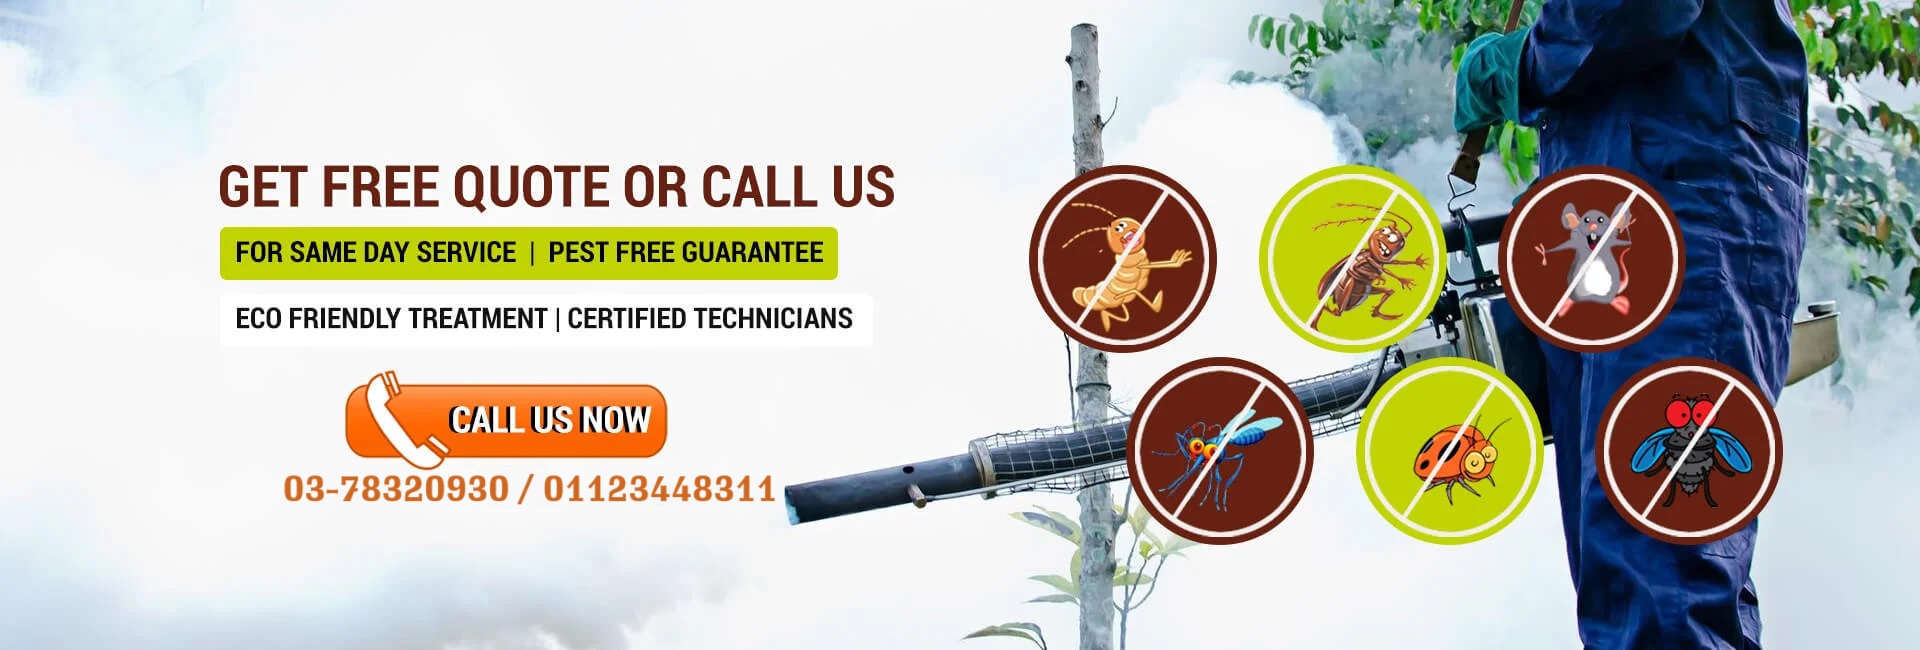 GET FREE QUOTE OR CALL US
FOR SAME DAY SERVICE | PEST FREE GUARANTEE
ECO FRIENDLY TREATMENT | CERTIFIED TECHNICIANS
CALL US NOW
03-78320930 / 01123448311